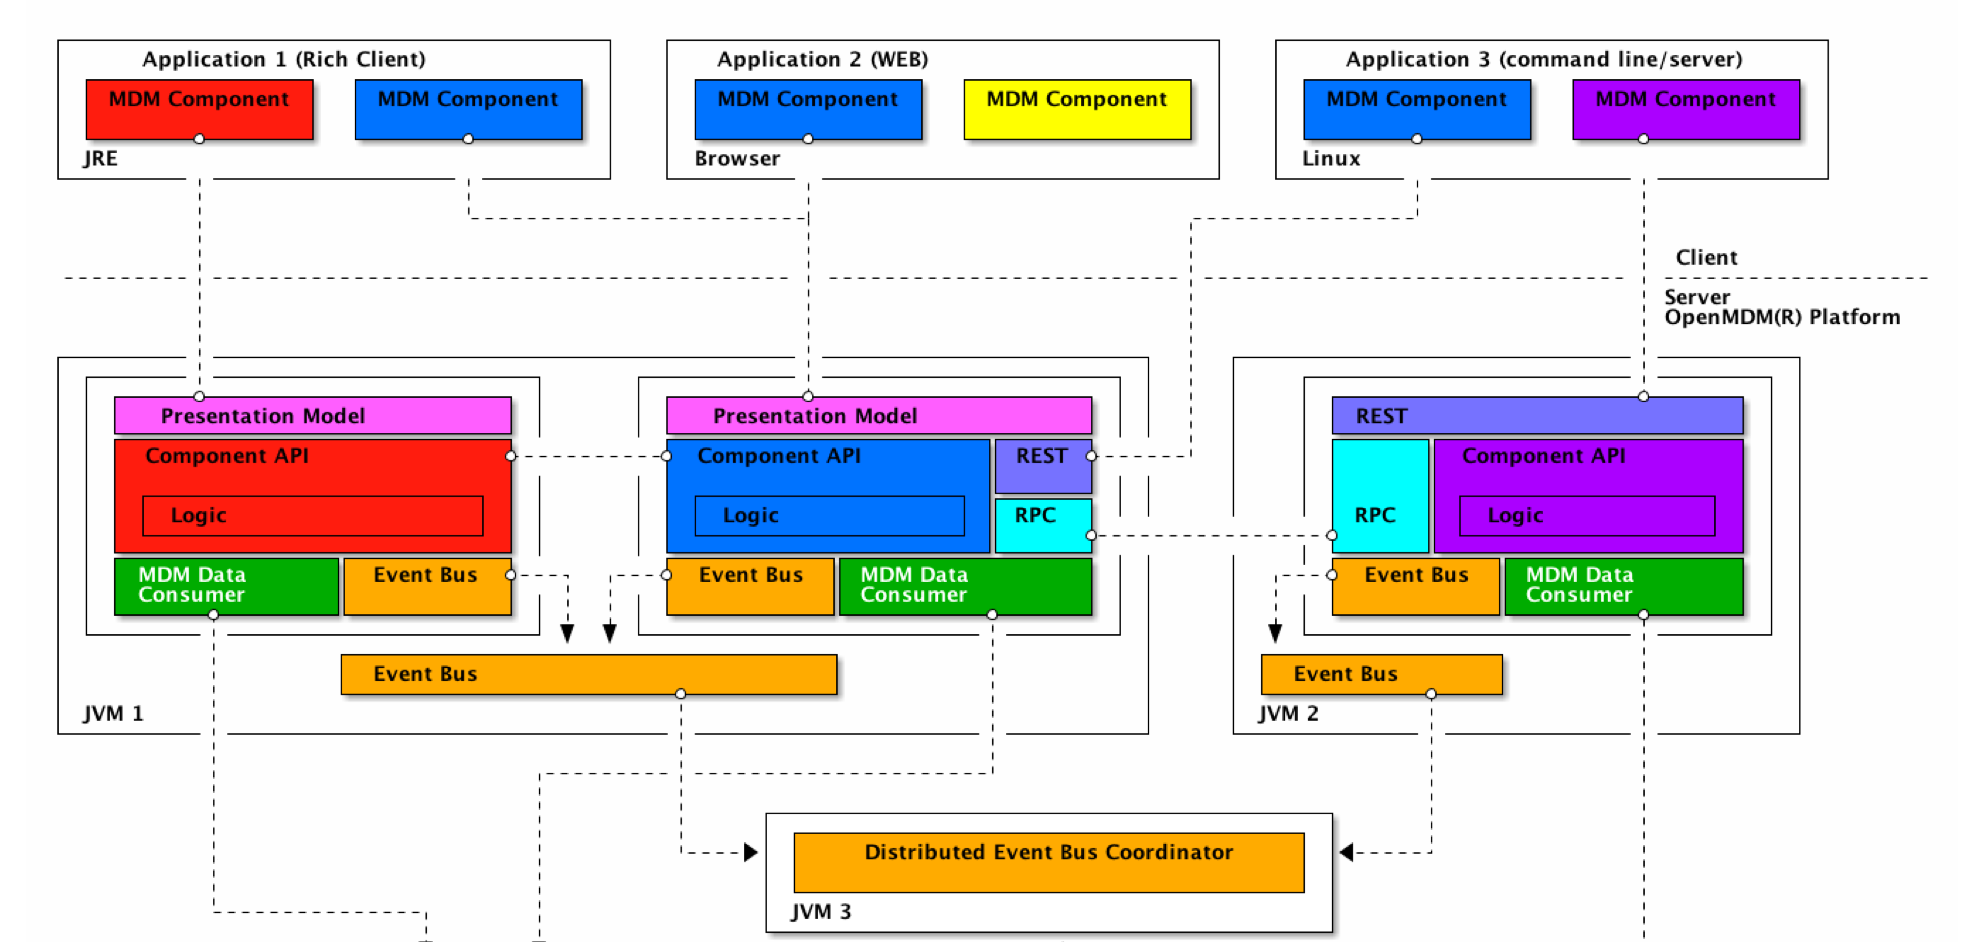 Application 1 (Rich Client)
MDM Component
MDM Component
JRE
Application 2 (WEB)
MDM Component
MDM Component
Browser
Application 3 (command line/server)
MDM Component
MDM Component
Linux
Client
Server
OpenMDM(R) Platform
Presentation Model
Component API
Logic
MDM Data
Consumer
Event Bus
Presentation Model
Component API
REST
Logic
RPC
Event Bus
MDM Data
Consumer
Event Bus
JVM 1
REST
Component API
RPC
Logic
Event Bus
MDM Data
Consumer
Event Bus
JVM 2
Distributed Event Bus Coordinator
JVM 3